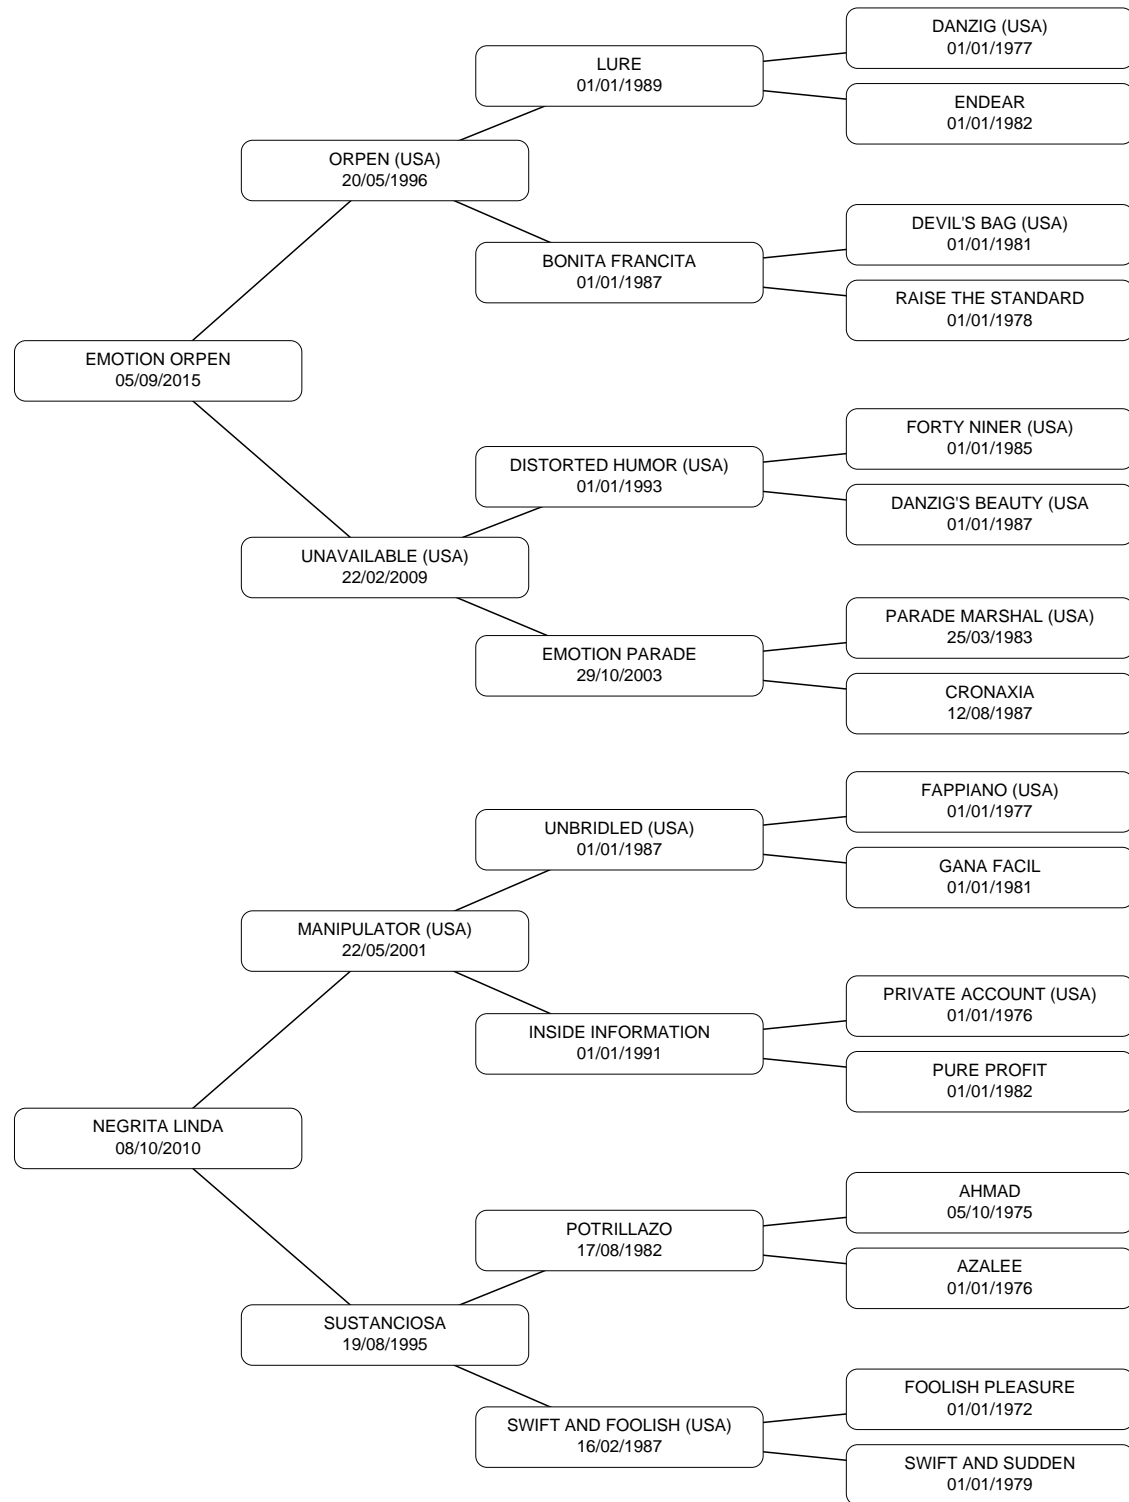 DANZIG (USA)
01/01/1977
LURE
01/01/1989
ENDEAR
01/01/1982
ORPEN (USA)
20/05/1996
DEVIL'S BAG (USA)
01/01/1981
BONITA FRANCITA
01/01/1987
RAISE THE STANDARD
01/01/1978
EMOTION ORPEN
05/09/2015
FORTY NINER (USA)
01/01/1985
DISTORTED HUMOR (USA)
01/01/1993
DANZIG'S BEAUTY (USA
01/01/1987
UNAVAILABLE (USA)
22/02/2009
PARADE MARSHAL (USA)
25/03/1983
EMOTION PARADE
29/10/2003
CRONAXIA
12/08/1987
FAPPIANO (USA)
01/01/1977
UNBRIDLED (USA)
01/01/1987
GANA FACIL
01/01/1981
MANIPULATOR (USA)
22/05/2001
PRIVATE ACCOUNT (USA)
01/01/1976
INSIDE INFORMATION
01/01/1991
PURE PROFIT
01/01/1982
NEGRITA LINDA
08/10/2010
AHMAD
05/10/1975
POTRILLAZO
17/08/1982
AZALEE
01/01/1976
SUSTANCIOSA
19/08/1995
FOOLISH PLEASURE
01/01/1972
SWIFT AND FOOLISH (USA)
16/02/1987
SWIFT AND SUDDEN
01/01/1979